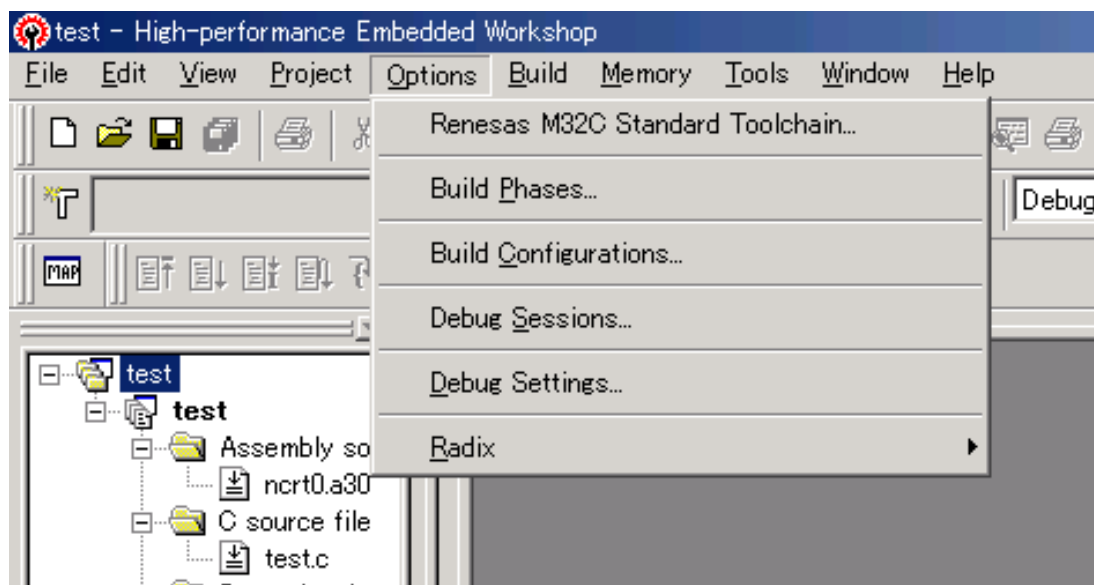 test - High-performance Embedded Workshop
File Edit View Project Options Build Memory Tools Window Help
Renesas M32C Standard Toolchain...
Build Phases...
Debug
Build Configurations...
MAP
Debug Sessions...
Debug Settings...
Radix
test
test
Assembly so
ncrt0.a30
C source file
test.c